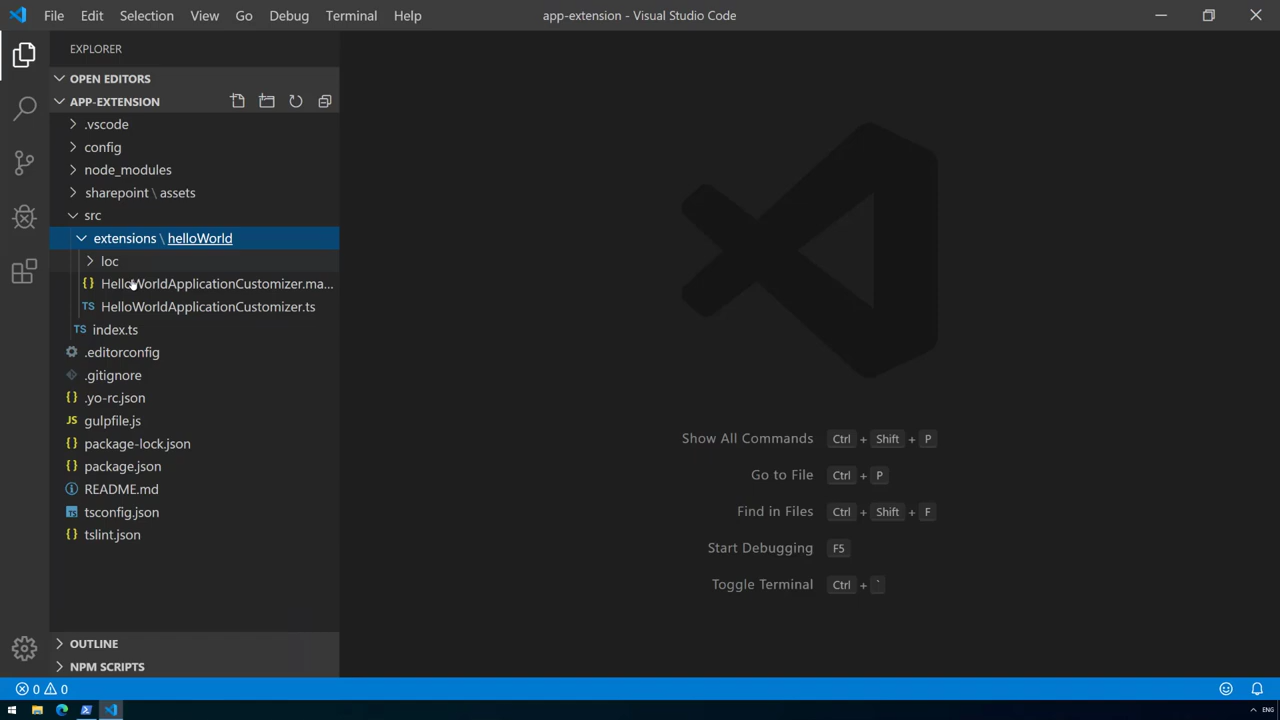 File Edit Selection View Go Debug Terminal Help
app-extension - Visual Studio Code
EXPLORER
OPEN EDITORS
APP-EXTENSION
.vscode
config
node_modules
sharepoint \ assets
src
extensions \ helloWorld
loc
{} HelloWorldApplicationCustomizer.ma...
TS HelloWorldApplicationCustomizer.ts
TS index.ts
.editorconfig
.gitignore
{} .yo-rc.json
JS gulpfile.js
{} package-lock.json
{} package.json
README.md
TS tsconfig.json
{} tslint.json
OUTLINE
NPM SCRIPTS
Show All Commands Ctrl + Shift + P
Go to File Ctrl + P
Find in Files Ctrl + Shift + F
Start Debugging F5
Toggle Terminal Ctrl + `
0 0
ENG